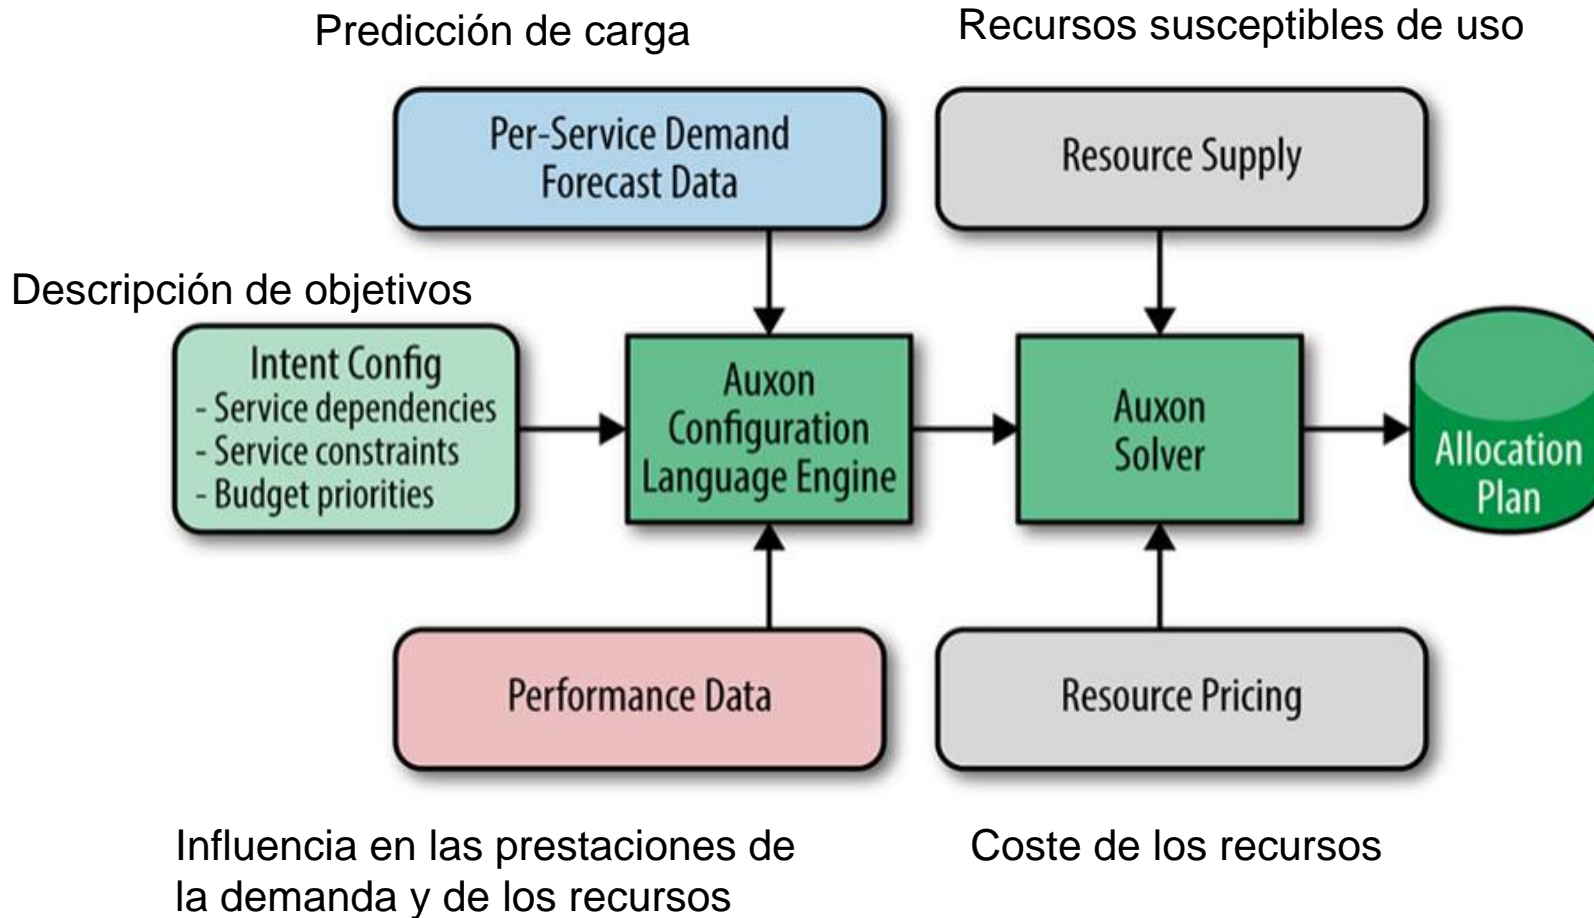 Predicción de carga
Recursos susceptibles de uso
Per-Service Demand
Forecast Data
Resource Supply
Descripción de objetivos
Intent Config
- Service dependencies
- Service constraints
- Budget priorities
Auxon
Configuration
Language Engine
Auxon
Solver
Allocation
Plan
Performance Data
Resource Pricing
Influencia en las prestaciones de
la demanda y de los recursos
Coste de los recursos